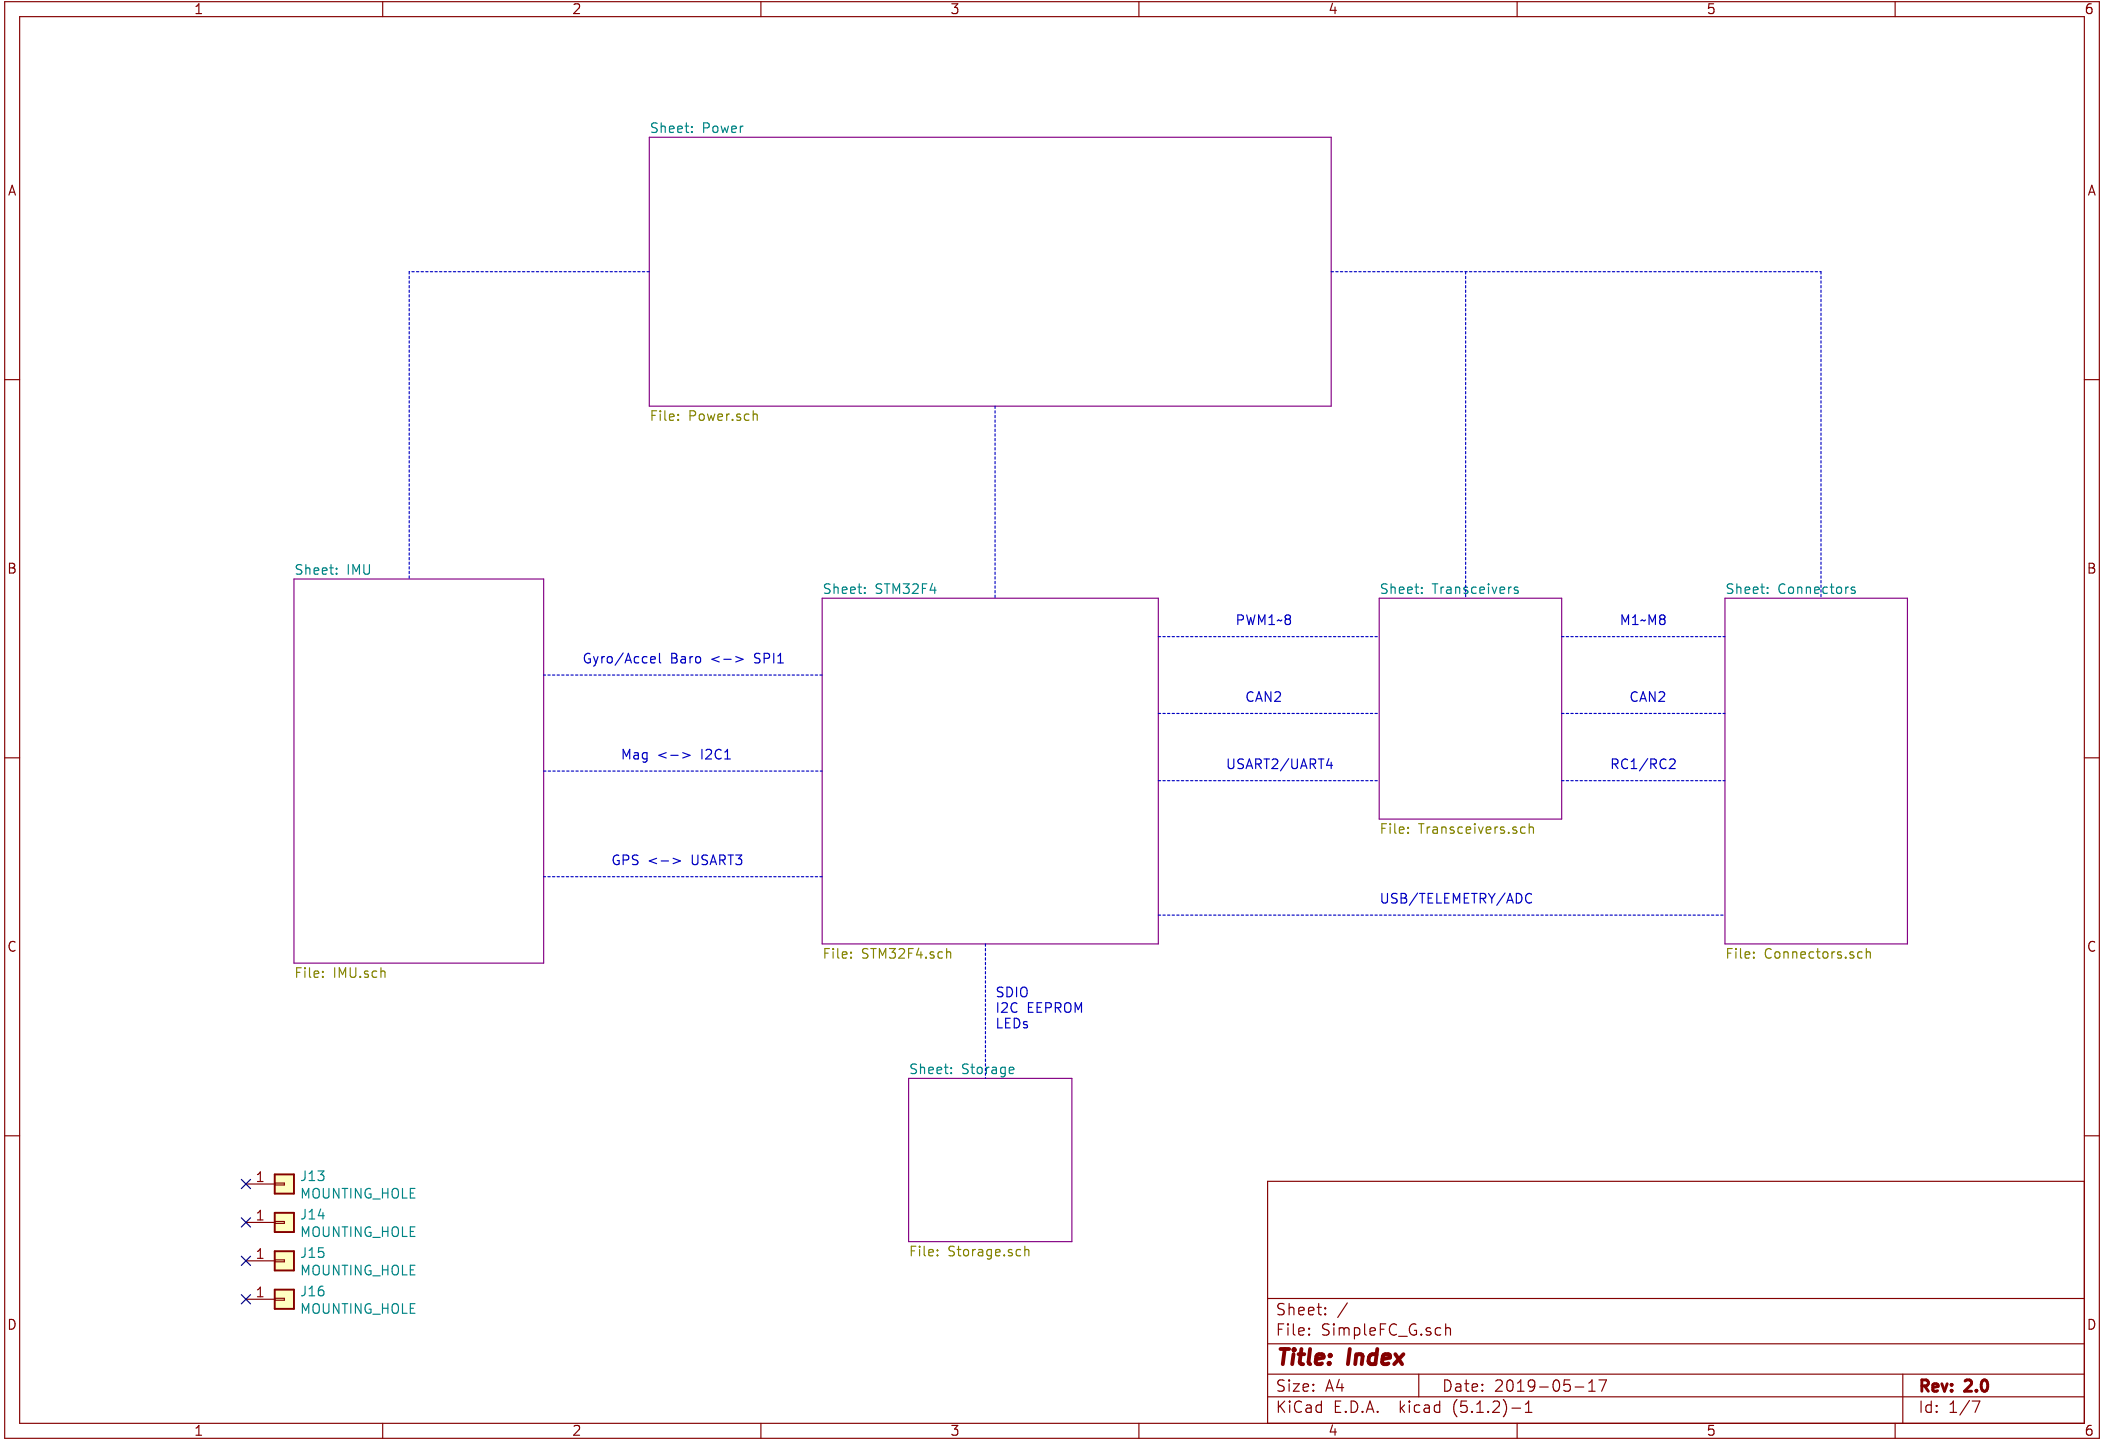 1 2 3 4 5 6
A A
Sheet: Power
File: Power.sch
B B
Sheet: IMU
Sheet: STM32F4
Sheet: Transceivers
Sheet: Connectors
PWM1~8
M1~M8
Gyro/Accel Baro <-> SPI1
CAN2
CAN2
Mag <-> I2C1
USART2/UART4
RC1/RC2
File: Transceivers.sch
GPS <-> USART3
USB/TELEMETRY/ADC
C C
File: STM32F4.sch
File: Connectors.sch
File: IMU.sch
SDIO
I2C EEPROM
LEDs
Sheet: Storage
File: Storage.sch
1 J13
MOUNTING_HOLE
1 J14
MOUNTING_HOLE
1 J15
MOUNTING_HOLE
1 J16
MOUNTING_HOLE
D D
Sheet: /
File: SimpleFC_G.sch
Title: Index
Size: A4 Date: 2019-05-17 Rev: 2.0
KiCad E.D.A. kicad (5.1.2)-1 Id: 1/7
1 2 3 4 5 6